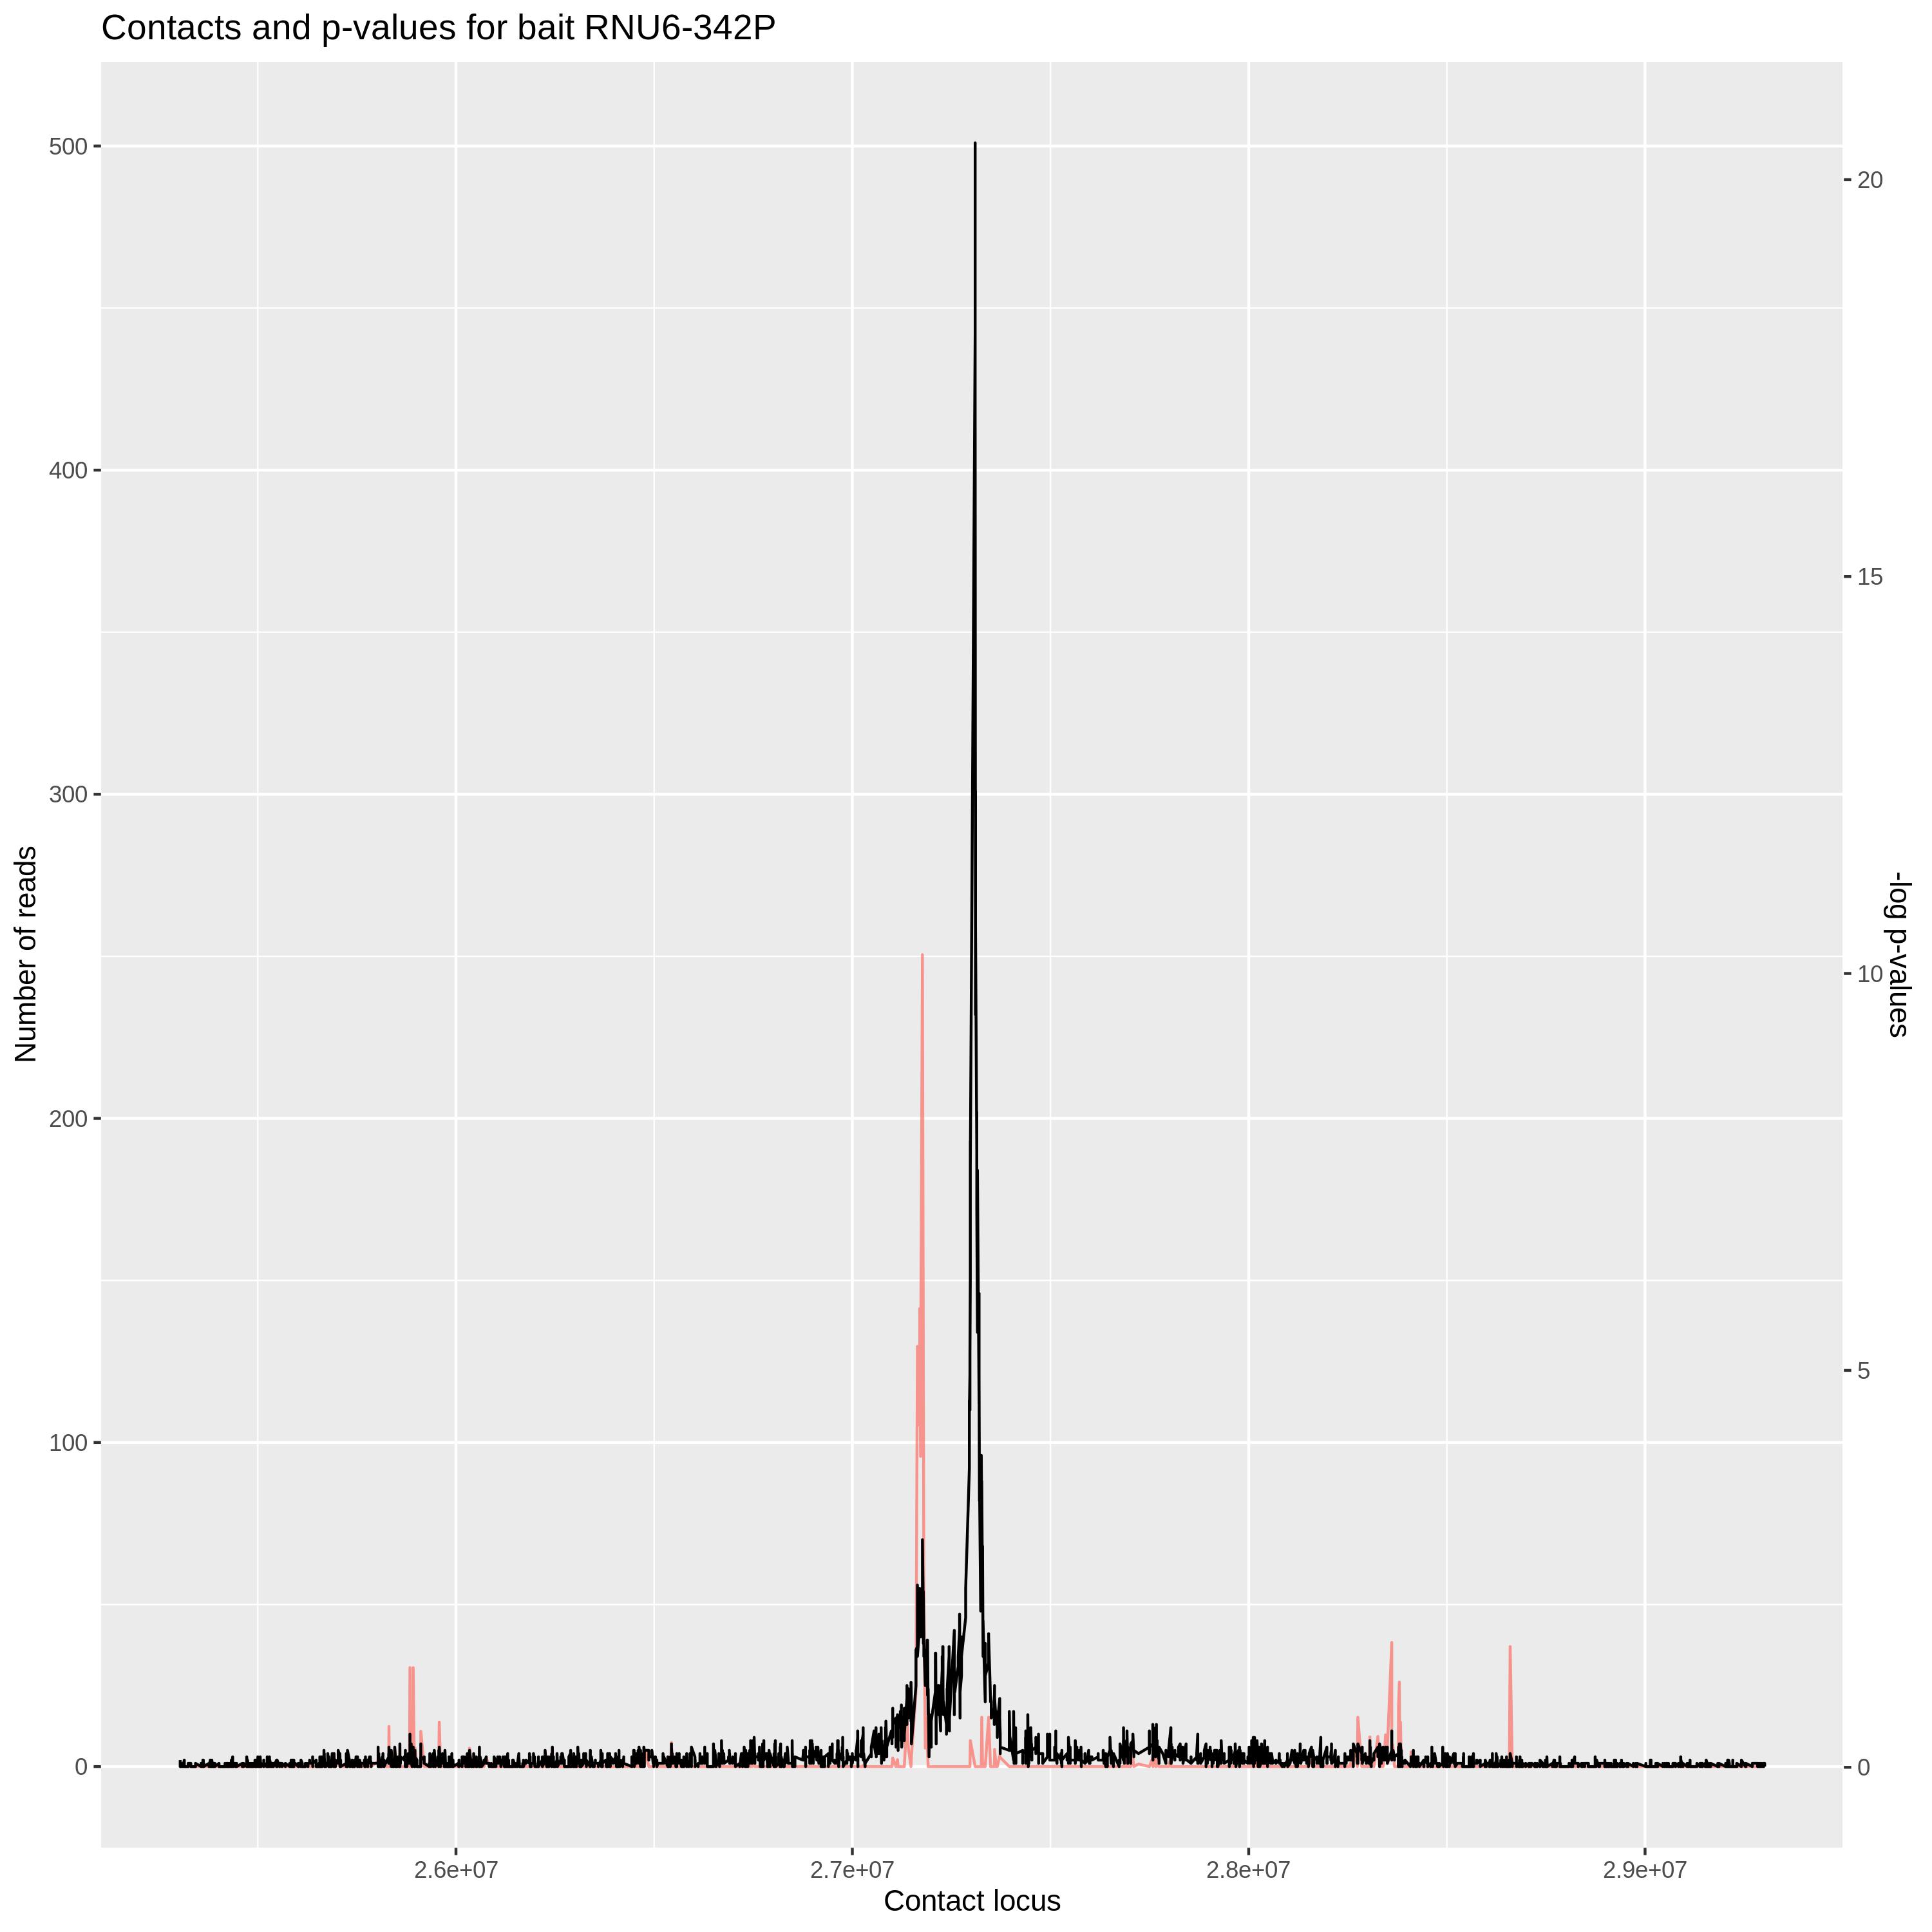 Contacts and p-values for bait RNU6-342P
Number of reads
500
400
300
200
100
0
20
15
10
5
0
-log p-values
2.6e+07
2.7e+07
2.8e+07
2.9e+07
Contact locus